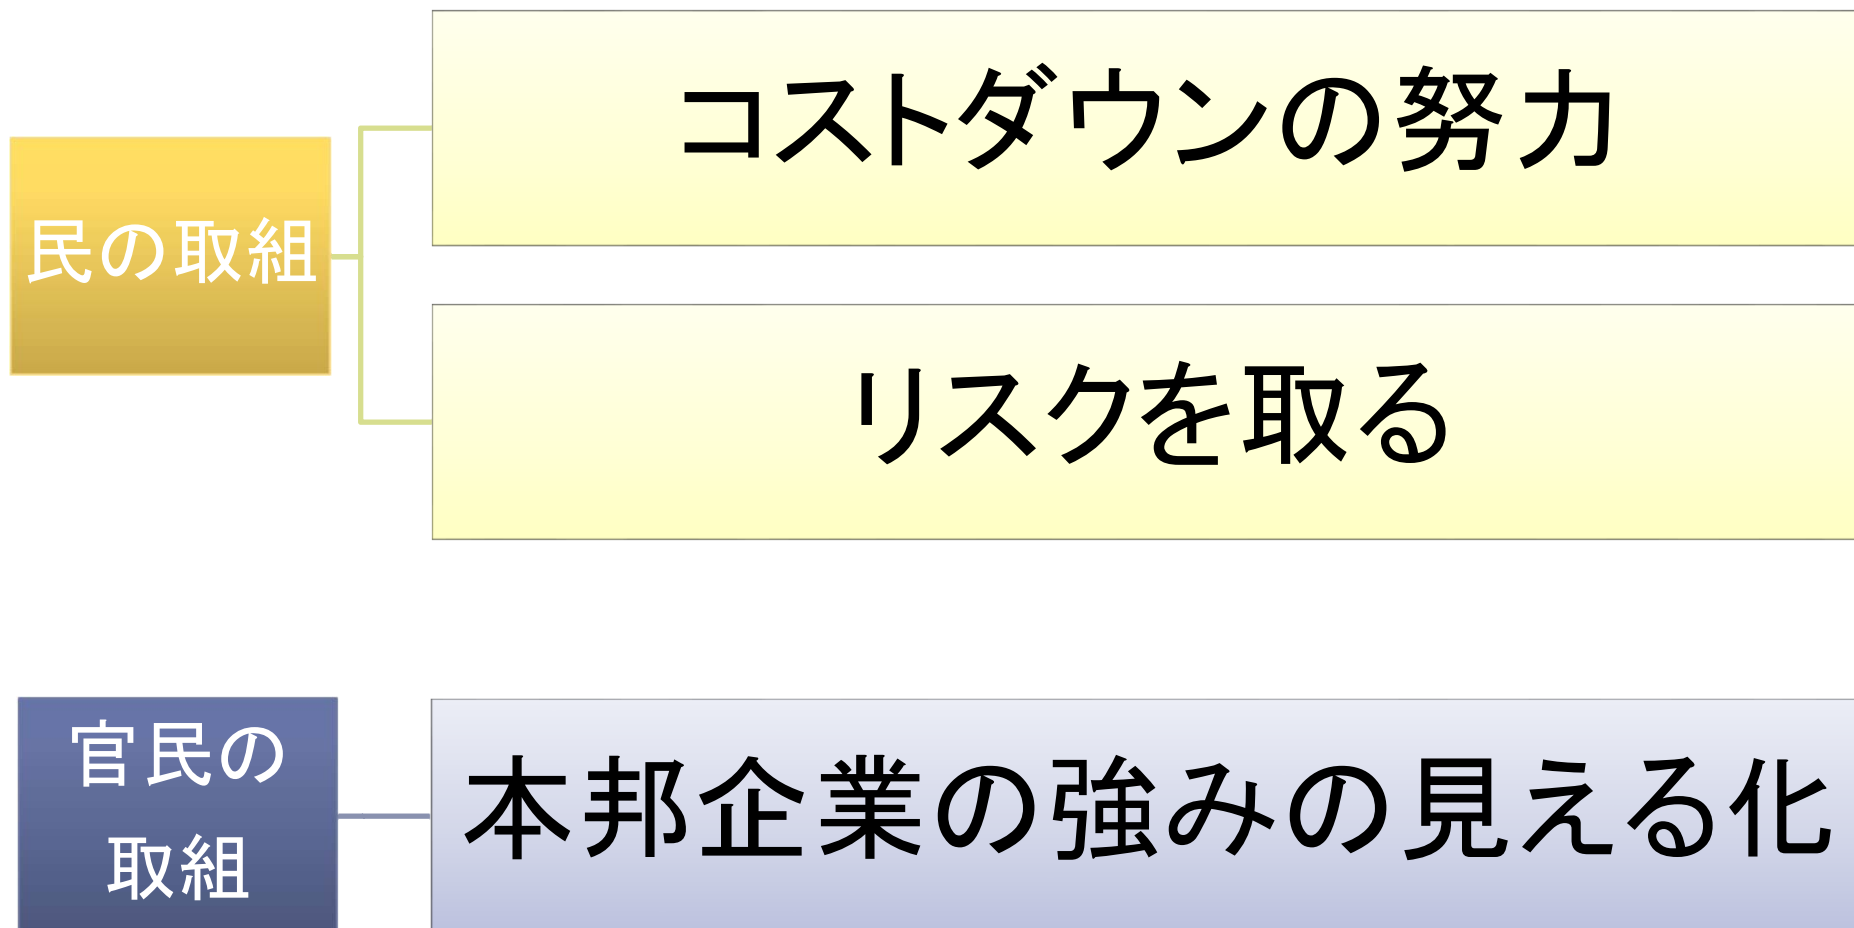 民の取組
コストダウンの努力
リスクを取る
官民の
取組
本邦企業の強みの見える化